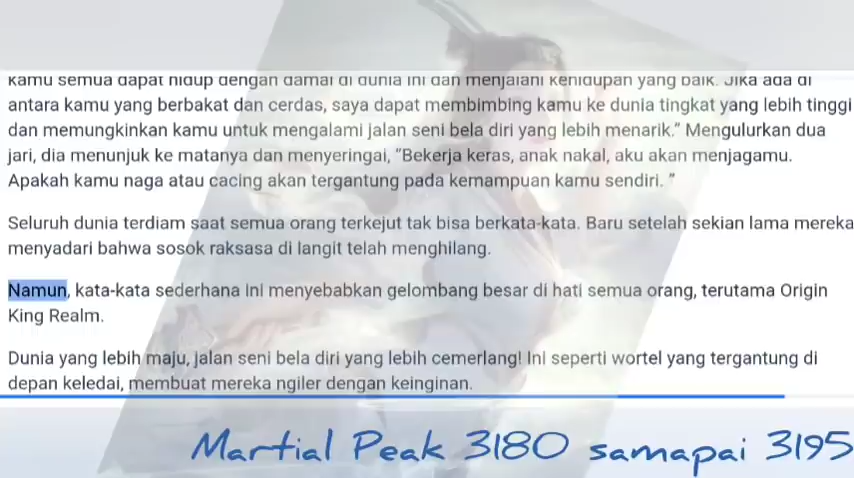 kamu semua dapat hidup dengan damai di dunia ini dan menjalani kehidupan yang baik. Jika ada di
antara kamu yang berbakat dan cerdas, saya dapat membimbing kamu ke dunia tingkat yang lebih tinggi
dan memungkinkan kamu untuk mengalami jalan seni bela diri yang lebih menarik.” Mengulurkan dua
jari, dia menunjuk ke matanya dan menyeringai, “Bekerja keras, anak nakal, aku akan menjagamu.
Apakah kamu naga atau cacing akan tergantung pada kemampuan kamu sendiri. ”
Seluruh dunia terdiam saat semua orang terkejut tak bisa berkata-kata. Baru setelah sekian lama mereka
menyadari bahwa sosok raksasa di langit telah menghilang.
Namun, kata-kata sederhana ini menyebabkan gelombang besar di hati semua orang, terutama Origin
King Realm.
Dunia yang lebih maju, jalan seni bela diri yang lebih cemerlang! Ini seperti wortel yang tergantung di
depan keledai, membuat mereka ngiler dengan keinginan.
Martial Peak 3180 samapai 3195